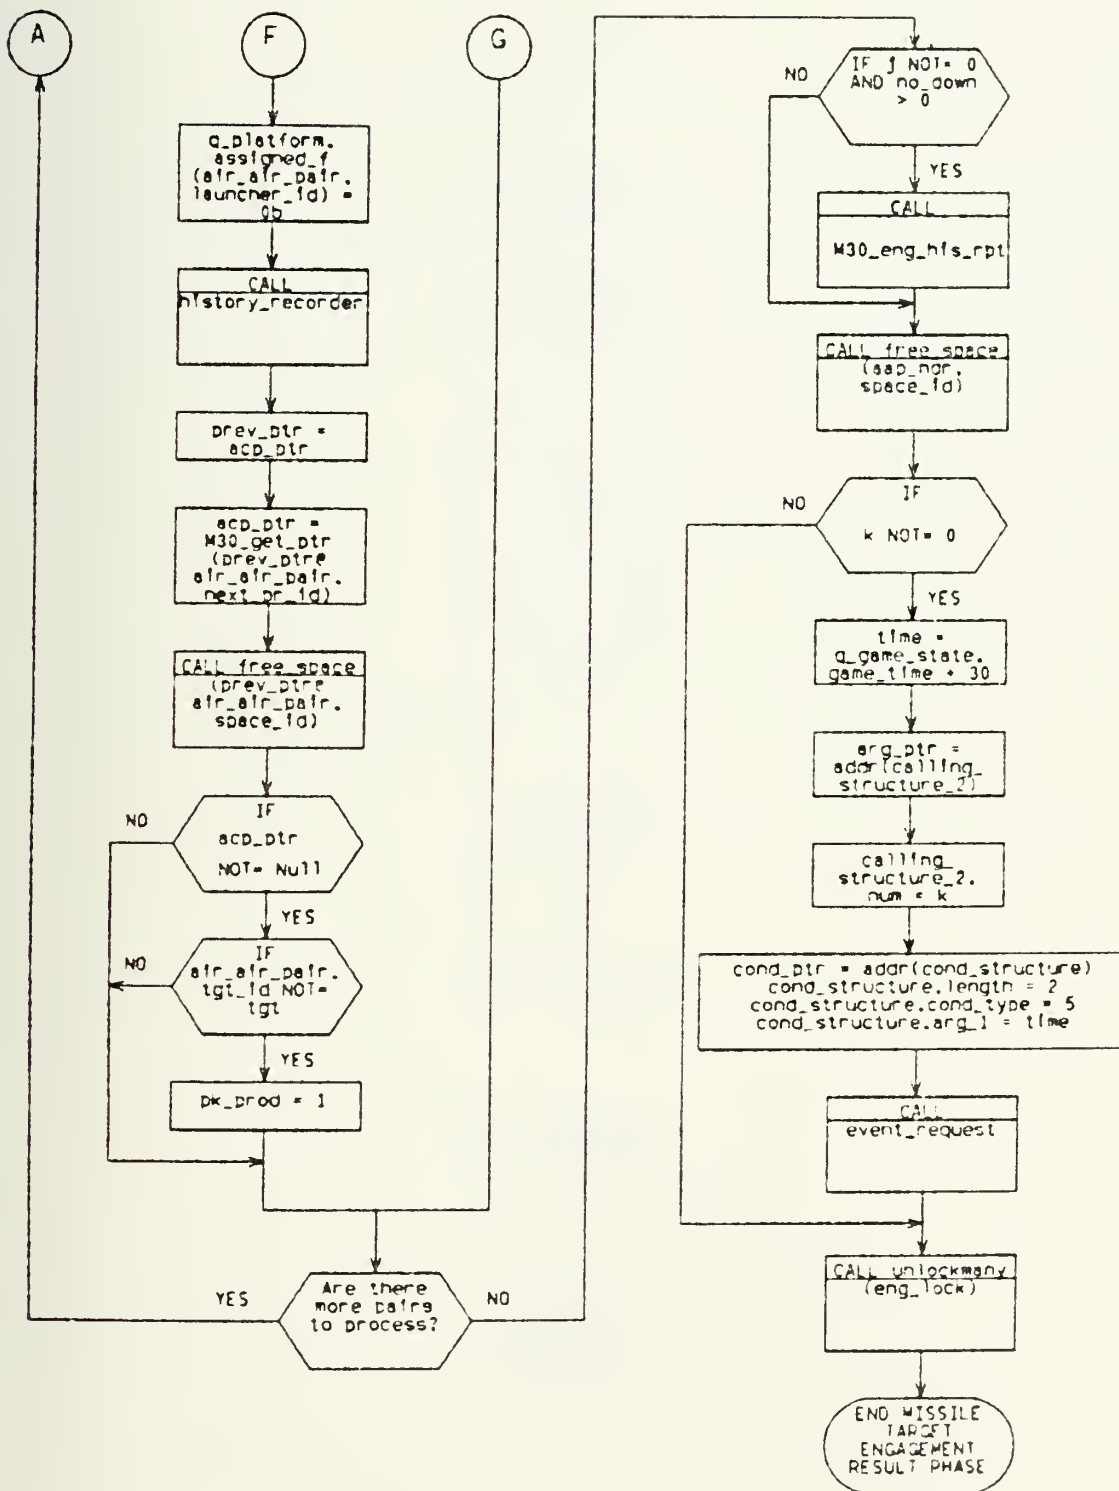 A
F
G
g_platform.
assigned_f
(air_air_pair.
launcher_id) =
0b
CALL
history_recorder
prev_ptr =
acp_ptr
acp_ptr =
M30_get_ptr
(prev_ptr@
air_air_pair.
next_pr_id)
CALL free_space
(prev_ptr@
air_air_pair.
space_id)
IF
acp_ptr
NOT= Null
NO
YES
IF
air_air_pair.
tgt_id NOT=
tgt
NO
YES
pk_prod = 1
Are there
more pairs
to process?
YES
NO
IF j NOT= 0
AND no_down
> 0
NO
YES
CALL
M30_eng_his_rpt
CALL free_space
(aap_hdr.
space_id)
IF
k NOT= 0
NO
YES
time =
g_game_state.
game_time + 30
arg_ptr =
addr(calling_
structure_2)
calling_
structure_2.
num = k
cond_ptr = addr(cond_structure)
cond_structure.length = 2
cond_structure.cond_type = 5
cond_structure.arg_1 = time
CALL
event_request
CALL unlockmany
(eng_lock)
END MISSILE
TARGET
ENGAGEMENT
RESULT PHASE